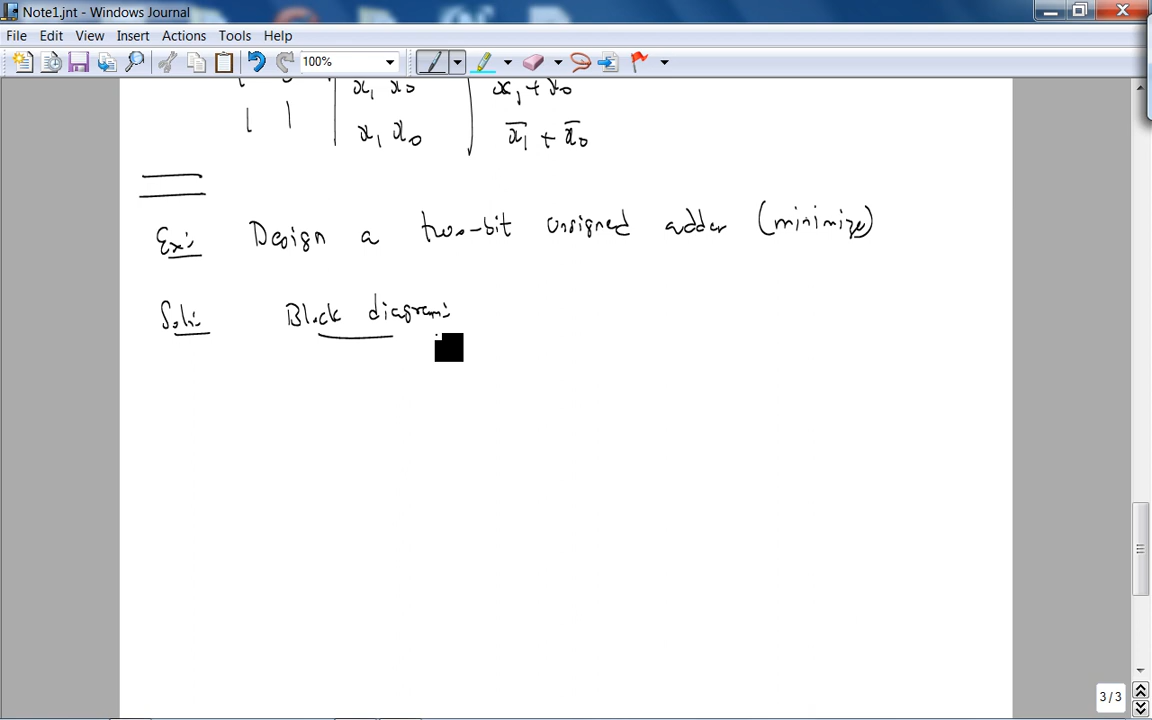 Note1.jnt - Windows Journal
File Edit View Insert Actions Tools Help
100%
x₁ x₀ x₁ + x₀
1 1 x₁ x₀ x̅₁ + x̅₀
Ex: Design a two-bit unsigned adder (minimize)
Sol: Block diagram:
3 / 3